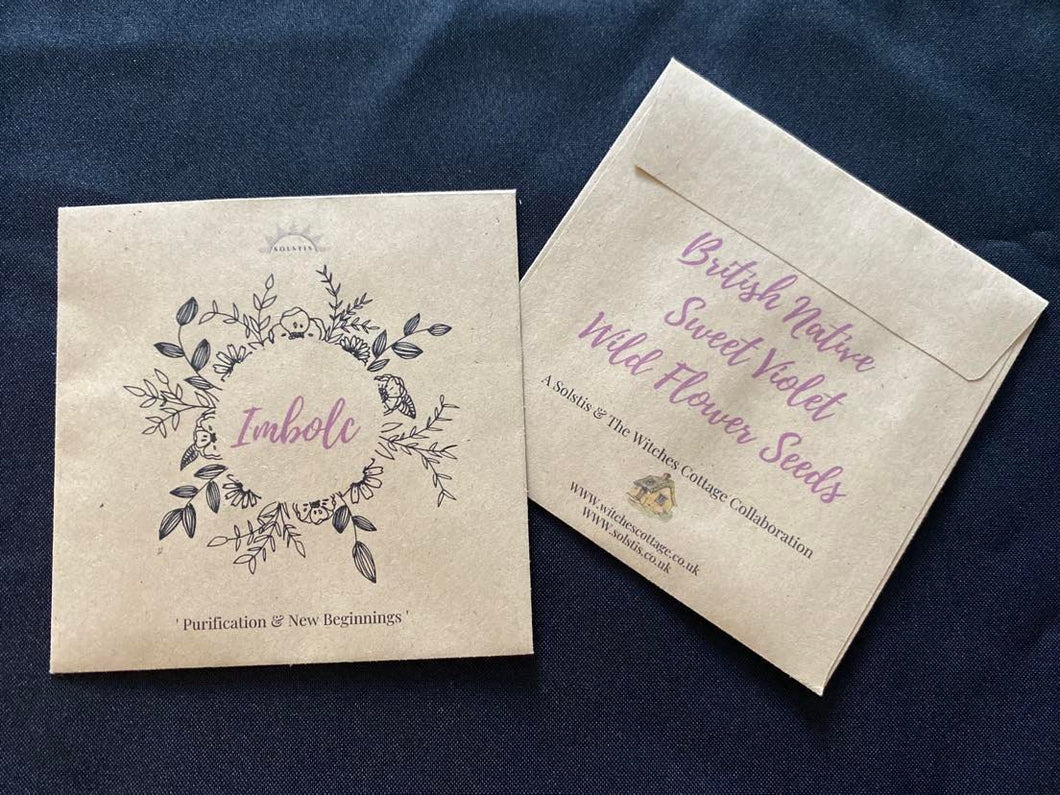 SOLSTIS
Imbolc
' Purification & New Beginnings '
British Native
Sweet Violet
Wild Flower Seeds
A Solstis & The Witches Cottage Collaboration
www.witchescottage.co.uk
www.solstis.co.uk